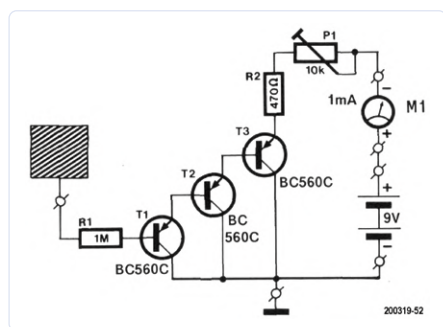 P1
10k
R2
470Ω
−
1mA
M1
+
T3
T2
+
R1
T1
BC560C
9V
1M
BC
560C
−
BC560C
200319-52